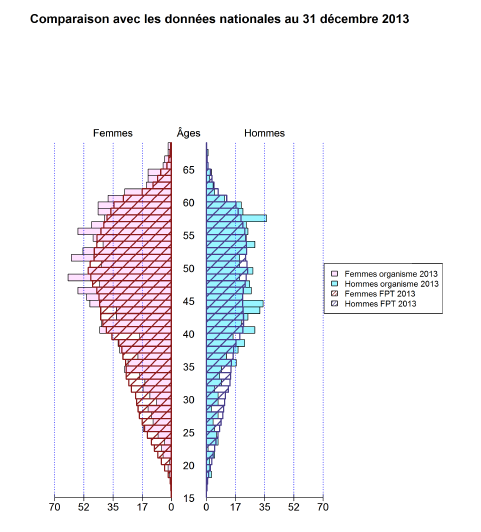 Comparaison avec les données nationales au 31 décembre 2013
Femmes Âges Hommes
65
60
55
50
45
40
35
30
25
20
15
Femmes organisme 2013
Hommes organisme 2013
Femmes FPT 2013
Hommes FPT 2013
70 52 35 17 0 0 17 35 52 70